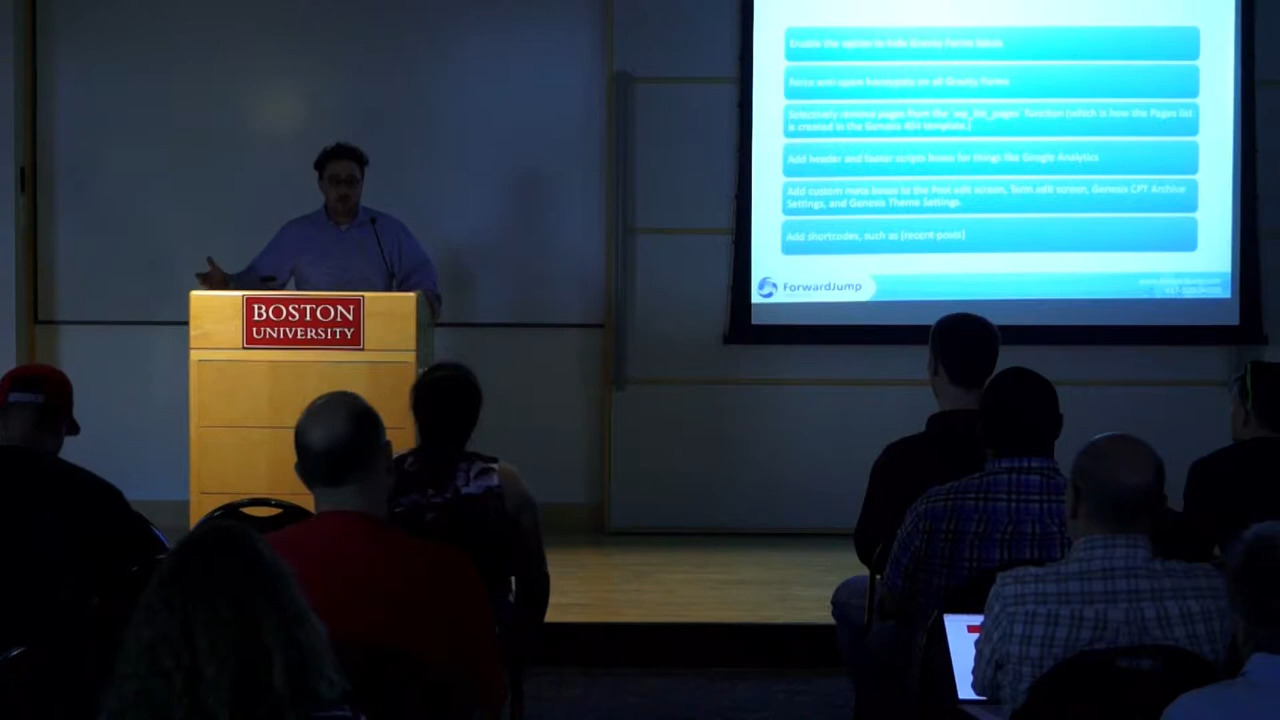 BOSTON
UNIVERSITY
Enable the option to hide Gravity Forms labels
Force anti-spam honeypots on all Gravity Forms
Selectively remove pages from the `wp_list_pages` function (which is how the Pages list
is created in the Genesis 404 template.)
Add header and footer scripts boxes for things like Google Analytics
Add custom meta boxes to the Post edit screen, Term edit screen, Genesis CPT Archive
Settings, and Genesis Theme Settings.
Add shortcodes, such as [recent-posts]
ForwardJump